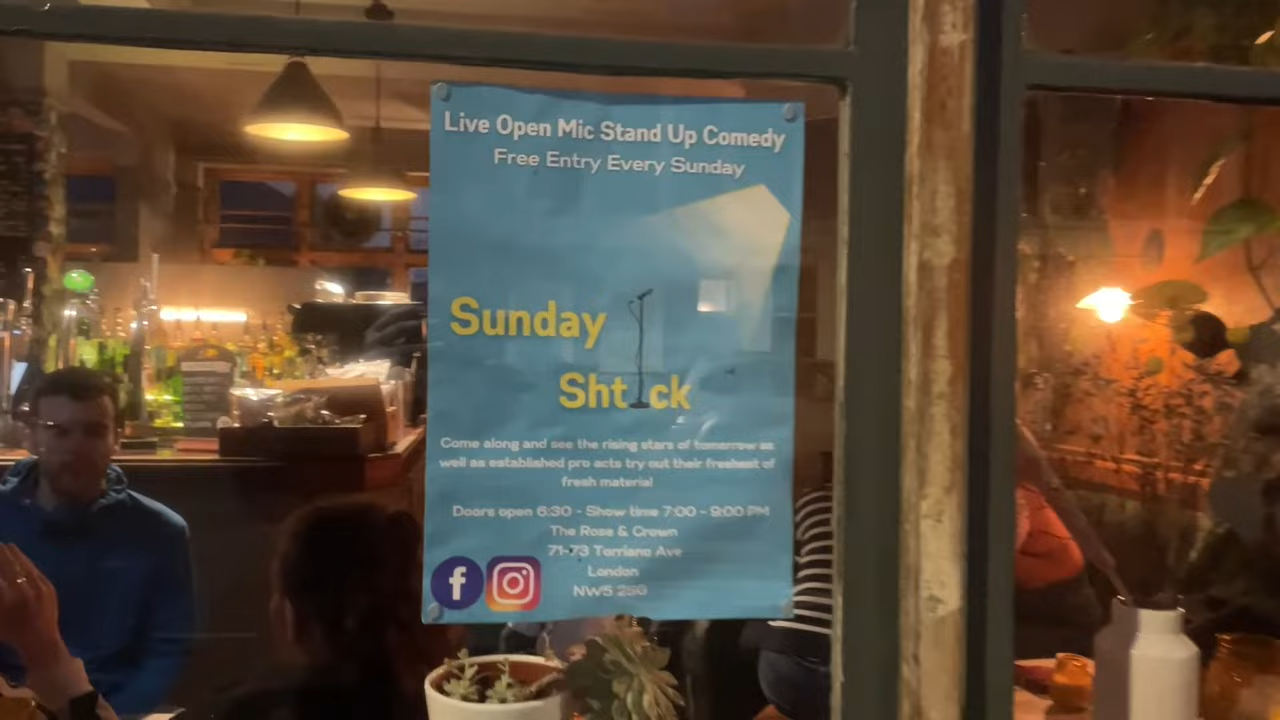 Live Open Mic Stand Up Comedy
Free Entry Every Sunday
Sunday
Sht ck
Come along and see the rising stars of tomorrow as
well as established pro acts try out their freshest of
fresh material
Doors open 6:30 - Show time 7:00 - 9:00 PM
The Rose & Crown
71-73 Torriano Ave
London
NW5 2SG